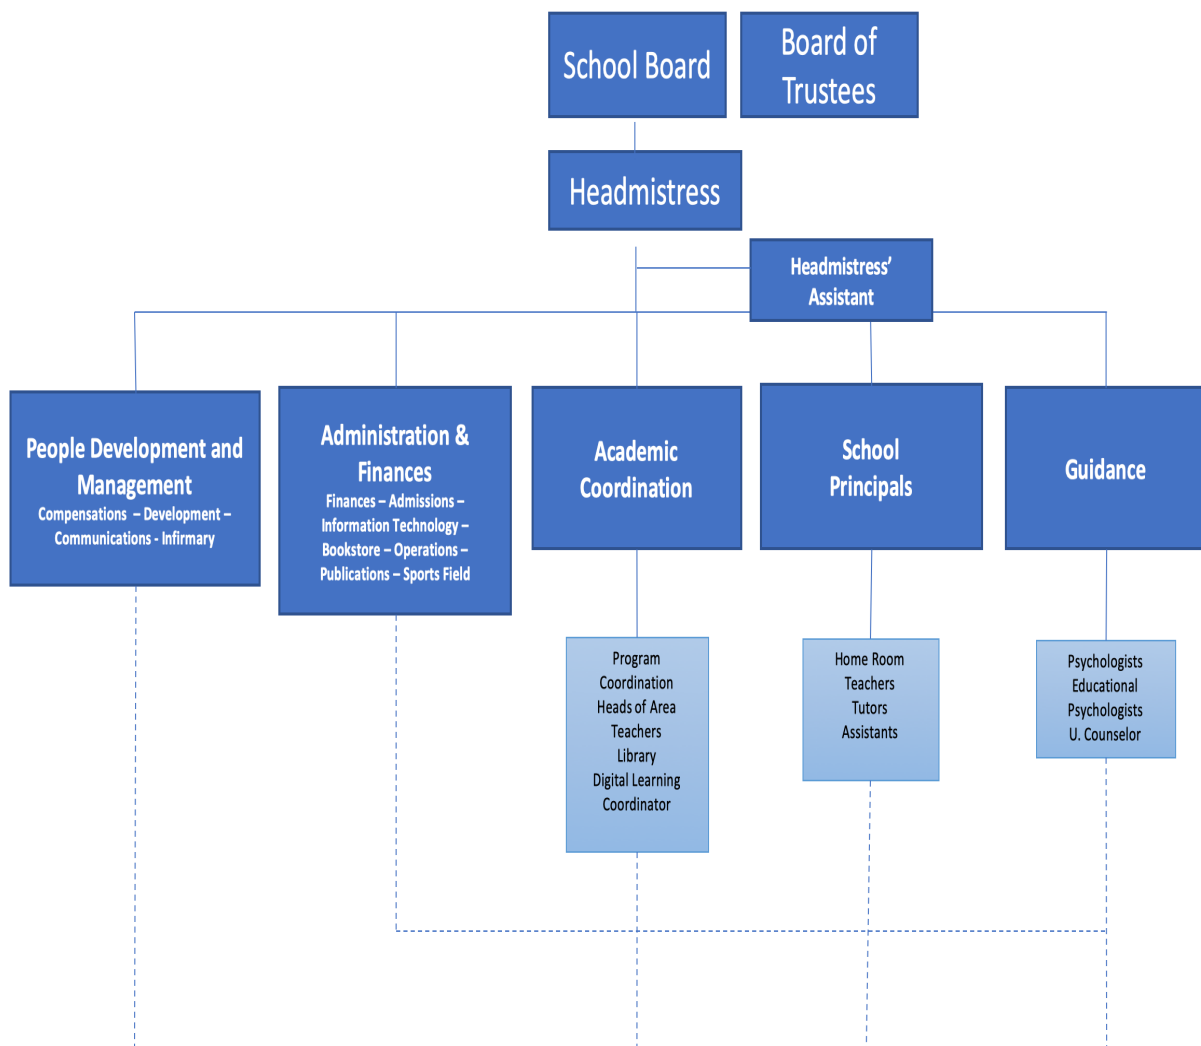 School Board
Board of
Trustees
Headmistress
Headmistress’
Assistant
People Development and
Management
Compensations – Development –
Communications - Infirmary
Administration &
Finances
Finances – Admissions –
Information Technology –
Bookstore – Operations –
Publications – Sports Field
Academic
Coordination
School
Principals
Guidance
Program
Coordination
Heads of Area
Teachers
Library
Digital Learning
Coordinator
Home Room
Teachers
Tutors
Assistants
Psychologists
Educational
Psychologists
U. Counselor